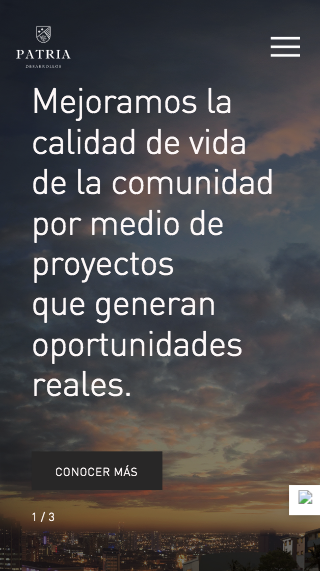 PATRIA
DESARROLLOS
Mejoramos la
calidad de vida
de la comunidad
por medio de
proyectos
que generan
oportunidades
reales.
CONOCER MÁS
1 / 3